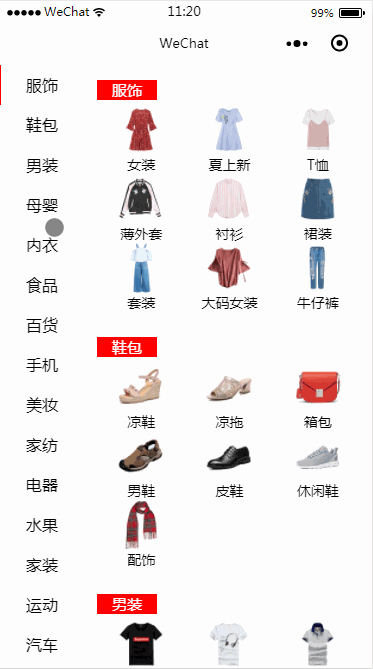 WeChat 11:20 99%
WeChat
服饰
鞋包
男装
母婴
内衣
食品
百货
手机
美妆
家纺
电器
水果
家装
运动
汽车
服饰
女装 夏上新 T恤
薄外套 衬衫 裙装
套装 大码女装 牛仔裤
鞋包
凉鞋 凉拖 箱包
男鞋 皮鞋 休闲鞋
配饰
男装